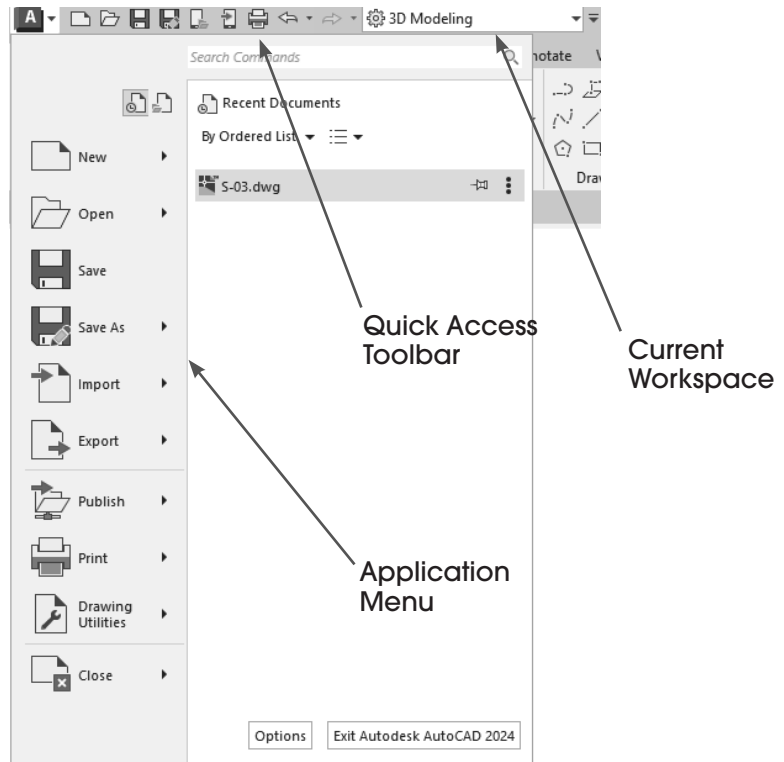 A
3D Modeling
Search Commands
notate
Recent Documents
By Ordered List
New
Draw
S-03.dwg
Open
Save
Save As
Quick Access
Toolbar
Current
Workspace
Import
Export
Publish
Print
Application
Menu
Drawing
Utilities
Close
Options
Exit Autodesk AutoCAD 2024